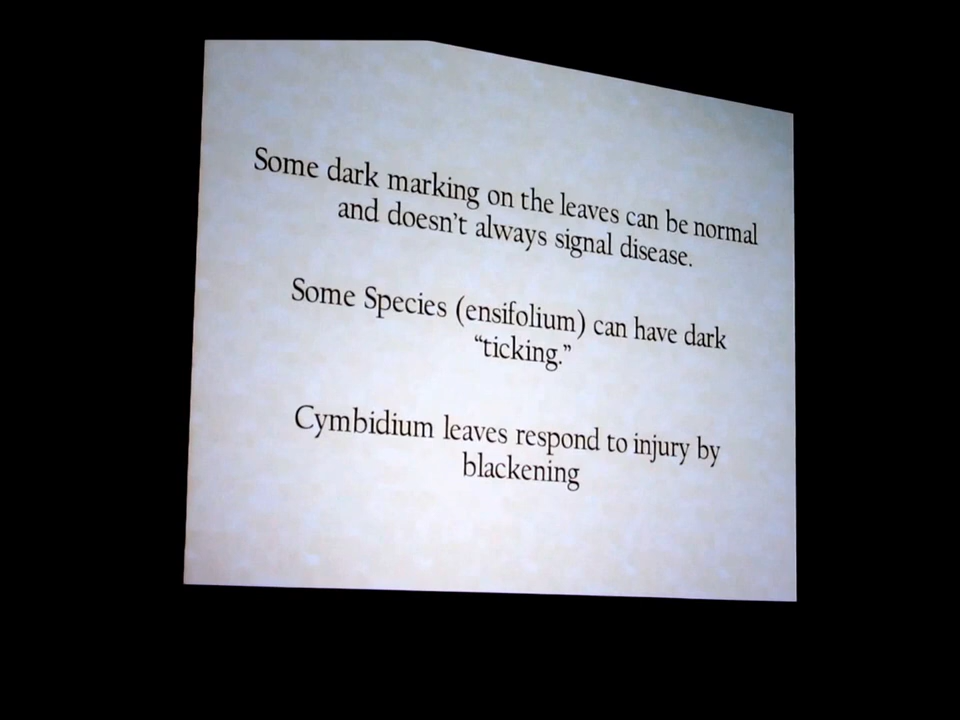 Some dark marking on the leaves can be normal
and doesn't always signal disease.
Some Species (ensifolium) can have dark
“ticking.”
Cymbidium leaves respond to injury by
blackening